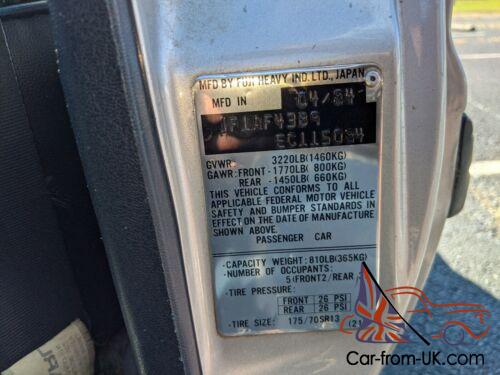 MFD BY FUJI HEAVY IND. LTD., JAPAN
MFD IN 04/84
JF1AF43B9
EC115094
GVWR: 3220LB(1460KG)
GAWR: FRONT-1770LB( 800KG)
REAR -1450LB( 660KG)
THIS VEHICLE CONFORMS TO ALL
APPLICABLE FEDERAL MOTOR VEHICLE
SAFETY AND BUMPER STANDARDS IN
EFFECT ON THE DATE OF MANUFACTURE
SHOWN ABOVE.
PASSENGER CAR
-CAPACITY WEIGHT: 810LB(365KG)
-NUMBER OF OCCUPANTS:
5(FRONT2/REAR
-TIRE PRESSURE:
FRONT 26 PSI
REAR 26 PSI
-TIRE SIZE: 175/70SR13
Car-from-UK.com